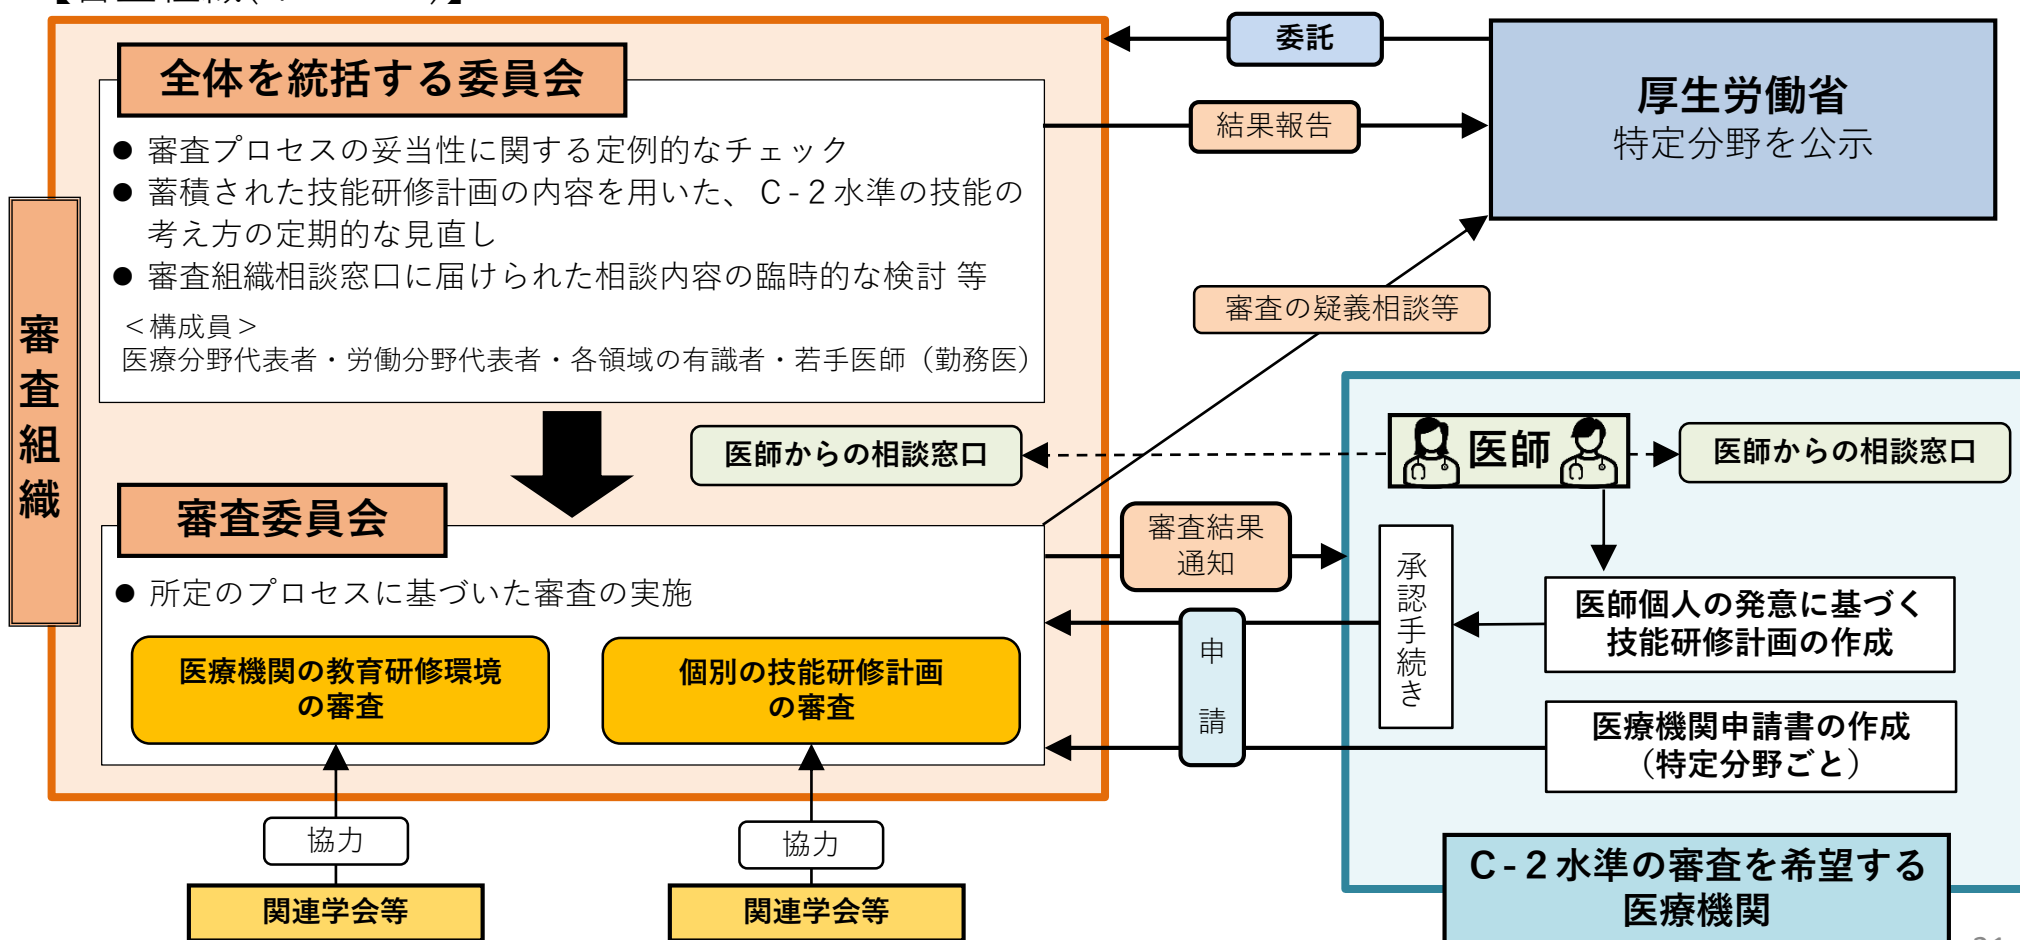 全体を統括する委員会
● 審査プロセスの妥当性に関する定例的なチェック
● 蓄積された技能研修計画の内容を用いた、C-2水準の技能の
考え方の定期的な見直し
● 審査組織相談窓口に届けられた相談内容の臨時的な検討 等
＜構成員＞
医療分野代表者・労働分野代表者・各領域の有識者・若手医師（勤務医）
審査組織
医師からの相談窓口
審査委員会
● 所定のプロセスに基づいた審査の実施
医療機関の教育研修環境
の審査
個別の技能研修計画
の審査
協力
協力
関連学会等
関連学会等
委託
結果報告
審査の疑義相談等
審査結果
通知
申請
厚生労働省
特定分野を公示
医師
医師からの相談窓口
承認手続き
医師個人の発意に基づく
技能研修計画の作成
医療機関申請書の作成
（特定分野ごと）
C-2水準の審査を希望する
医療機関